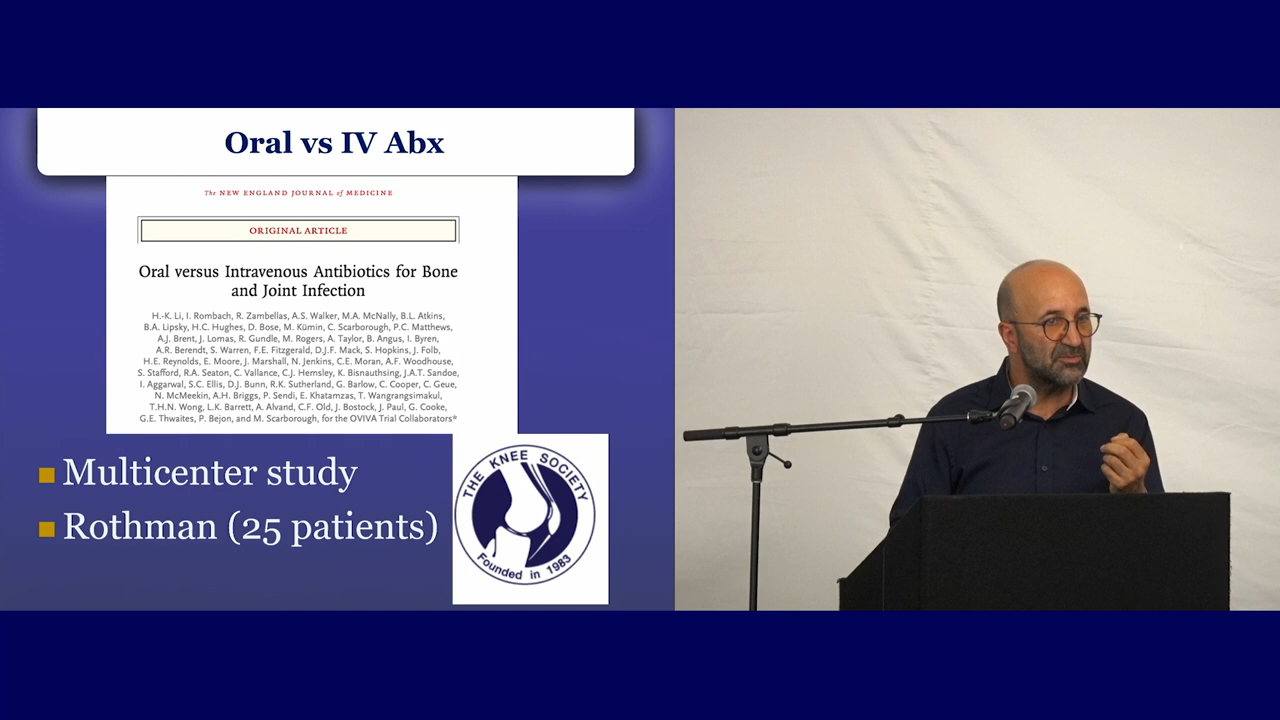 Oral vs IV Abx
The NEW ENGLAND JOURNAL of MEDICINE
ORIGINAL ARTICLE
Oral versus Intravenous Antibiotics for Bone
and Joint Infection
H.-K. Li, I. Rombach, R. Zambellas, A.S. Walker, M.A. McNally, B.L. Atkins,
B.A. Lipsky, H.C. Hughes, D. Bose, M. Kümin, C. Scarborough, P.C. Matthews,
A.J. Brent, J. Lomas, R. Gundle, M. Rogers, A. Taylor, B. Angus, I. Byren,
A.R. Berendt, S. Warren, F.E. Fitzgerald, D.J.F. Mack, S. Hopkins, J. Folb,
H.E. Reynolds, E. Moore, J. Marshall, N. Jenkins, C.E. Moran, A.F. Woodhouse,
S. Stafford, R.A. Seaton, C. Vallance, C.J. Hemsley, K. Bisnauthsing, J.A.T. Sandoe,
I. Aggarwal, S.C. Ellis, D.J. Bunn, R.K. Sutherland, G. Barlow, C. Cooper, C. Geue,
N. McMeekin, A.H. Briggs, P. Sendi, E. Khatamzas, T. Wangrangsimakul,
T.H.N. Wong, L.K. Barrett, A. Alvand, C.F. Old, J. Bostock, J. Paul, G. Cooke,
G.E. Thwaites, P. Bejon, and M. Scarborough, for the OVIVA Trial Collaborators*
Multicenter study
Rothman (25 patients)
THE KNEE SOCIETY
Founded in 1983